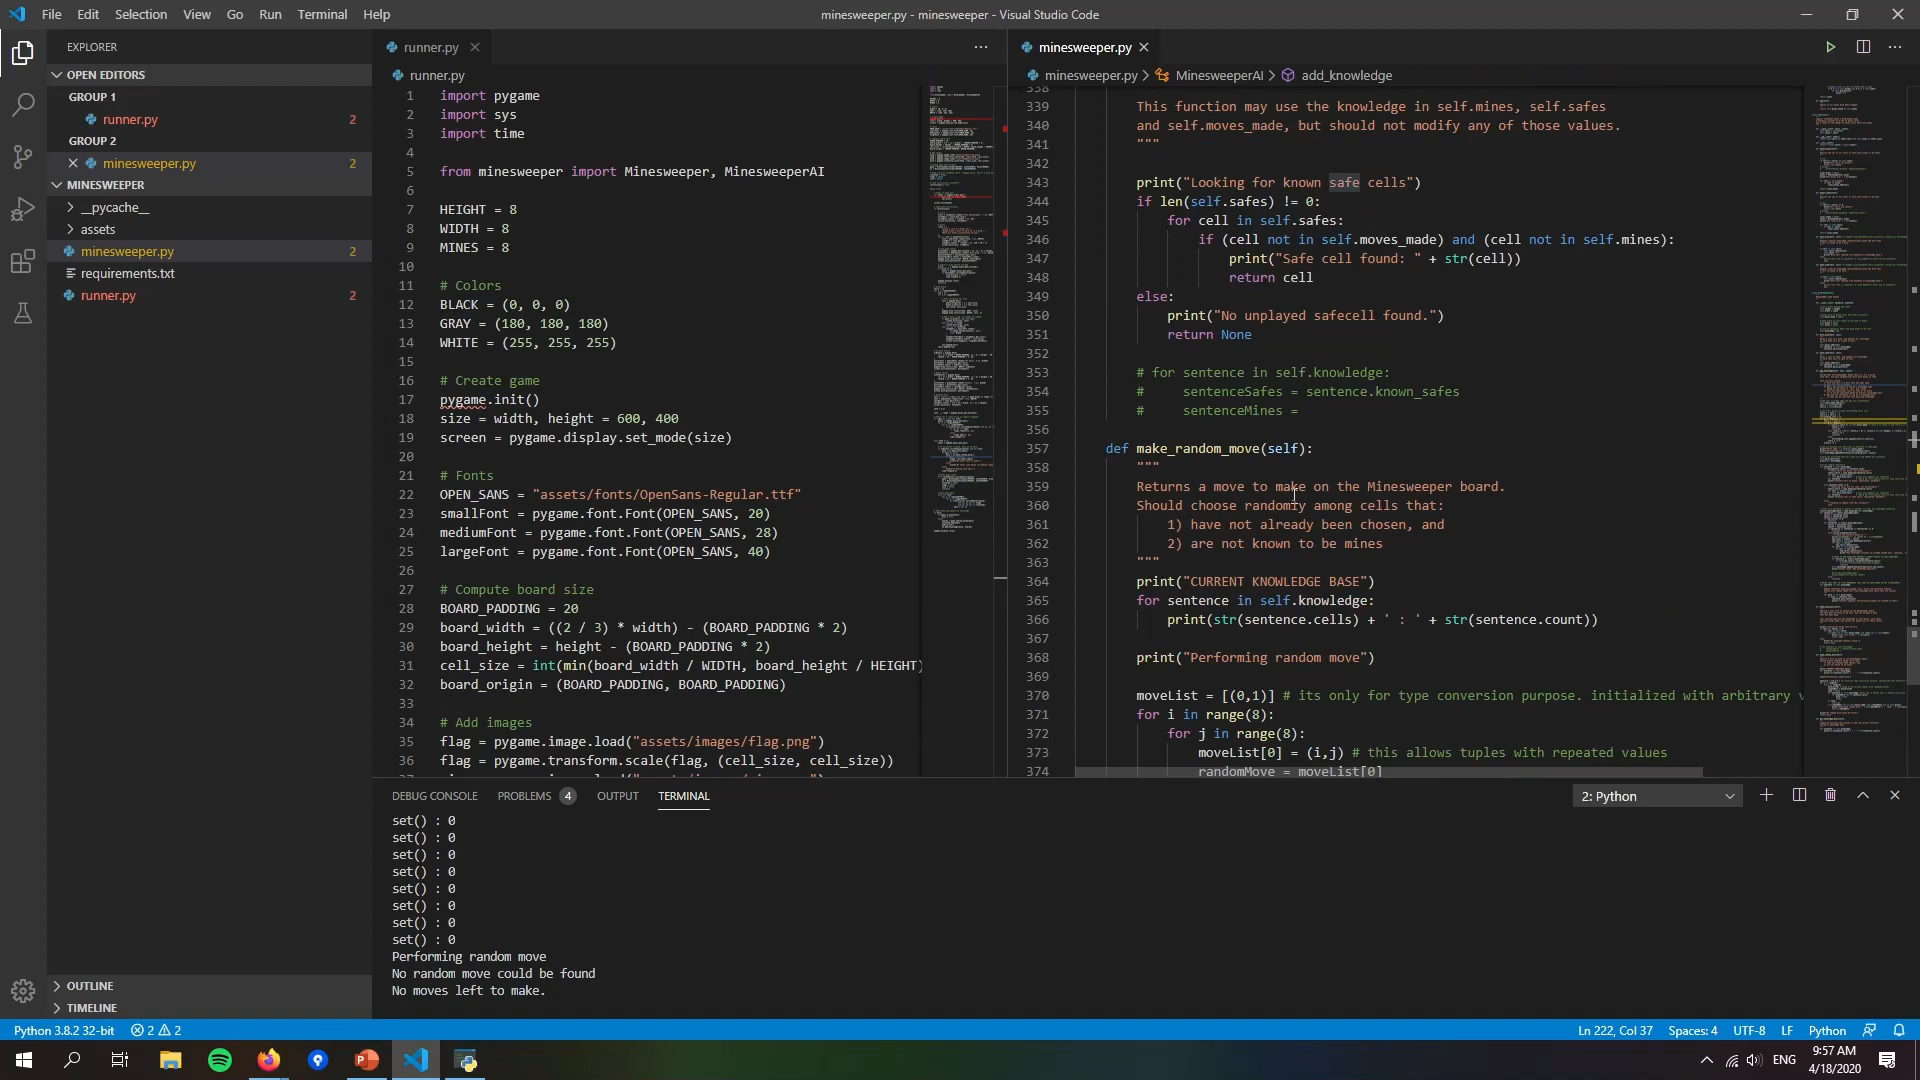 File Edit Selection View Go Run Terminal Help
minesweeper.py - minesweeper - Visual Studio Code
EXPLORER
OPEN EDITORS
GROUP 1
runner.py 2
GROUP 2
minesweeper.py 2
MINESWEEPER
__pycache__
assets
minesweeper.py 2
requirements.txt
runner.py 2
OUTLINE
TIMELINE
runner.py
runner.py
1 import pygame
2 import sys
3 import time
4
5 from minesweeper import Minesweeper, MinesweeperAI
6
7 HEIGHT = 8
8 WIDTH = 8
9 MINES = 8
10
11 # Colors
12 BLACK = (0, 0, 0)
13 GRAY = (180, 180, 180)
14 WHITE = (255, 255, 255)
15
16 # Create game
17 pygame.init()
18 size = width, height = 600, 400
19 screen = pygame.display.set_mode(size)
20
21 # Fonts
22 OPEN_SANS = "assets/fonts/OpenSans-Regular.ttf"
23 smallFont = pygame.font.Font(OPEN_SANS, 20)
24 mediumFont = pygame.font.Font(OPEN_SANS, 28)
25 largeFont = pygame.font.Font(OPEN_SANS, 40)
26
27 # Compute board size
28 BOARD_PADDING = 20
29 board_width = ((2 / 3) * width) - (BOARD_PADDING * 2)
30 board_height = height - (BOARD_PADDING * 2)
31 cell_size = int(min(board_width / WIDTH, board_height / HEIGHT)
32 board_origin = (BOARD_PADDING, BOARD_PADDING)
33
34 # Add images
35 flag = pygame.image.load("assets/images/flag.png")
36 flag = pygame.transform.scale(flag, (cell_size, cell_size))
minesweeper.py
minesweeper.py > MinesweeperAI > add_knowledge
338
339 This function may use the knowledge in self.mines, self.safes
340 and self.moves_made, but should not modify any of those values.
341 """
342
343 print("Looking for known safe cells")
344 if len(self.safes) != 0:
345 for cell in self.safes:
346 if (cell not in self.moves_made) and (cell not in self.mines):
347 print("Safe cell found: " + str(cell))
348 return cell
349 else:
350 print("No unplayed safecell found.")
351 return None
352
353 # for sentence in self.knowledge:
354 #     sentenceSafes = sentence.known_safes
355 #     sentenceMines =
356
357 def make_random_move(self):
358 """
359 Returns a move to make on the Minesweeper board.
360 Should choose randomly among cells that:
361 1) have not already been chosen, and
362 2) are not known to be mines
363 """
364 print("CURRENT KNOWLEDGE BASE")
365 for sentence in self.knowledge:
366 print(str(sentence.cells) + ' : ' + str(sentence.count))
367
368 print("Performing random move")
369
370 moveList = [(0,1)] # its only for type conversion purpose. initialized with arbitrary v
371 for i in range(8):
372 for j in range(8):
373 moveList[0] = (i,j) # this allows tuples with repeated values
374 randomMove = moveList[0]
DEBUG CONSOLE PROBLEMS 4 OUTPUT TERMINAL
2: Python
set() : 0
set() : 0
set() : 0
set() : 0
set() : 0
set() : 0
set() : 0
set() : 0
Performing random move
No random move could be found
No moves left to make.
Python 3.8.2 32-bit 2 2
Ln 222, Col 37 Spaces: 4 UTF-8 LF Python
ENG
9:57 AM
4/18/2020